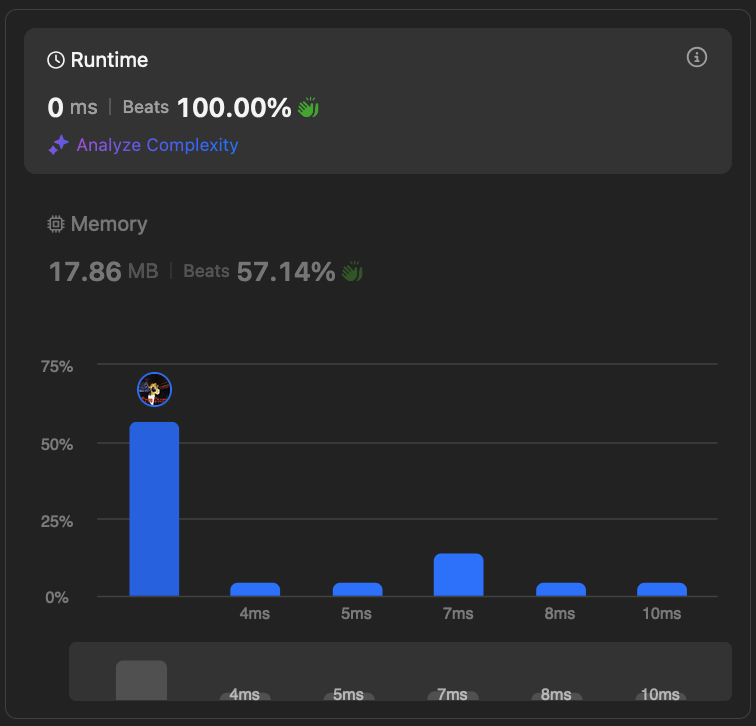 Runtime
0 ms | Beats 100.00%
Analyze Complexity
Memory
17.86 MB | Beats 57.14%
75%
50%
25%
0%
4ms 5ms 7ms 8ms 10ms
4ms 5ms 7ms 8ms 10ms